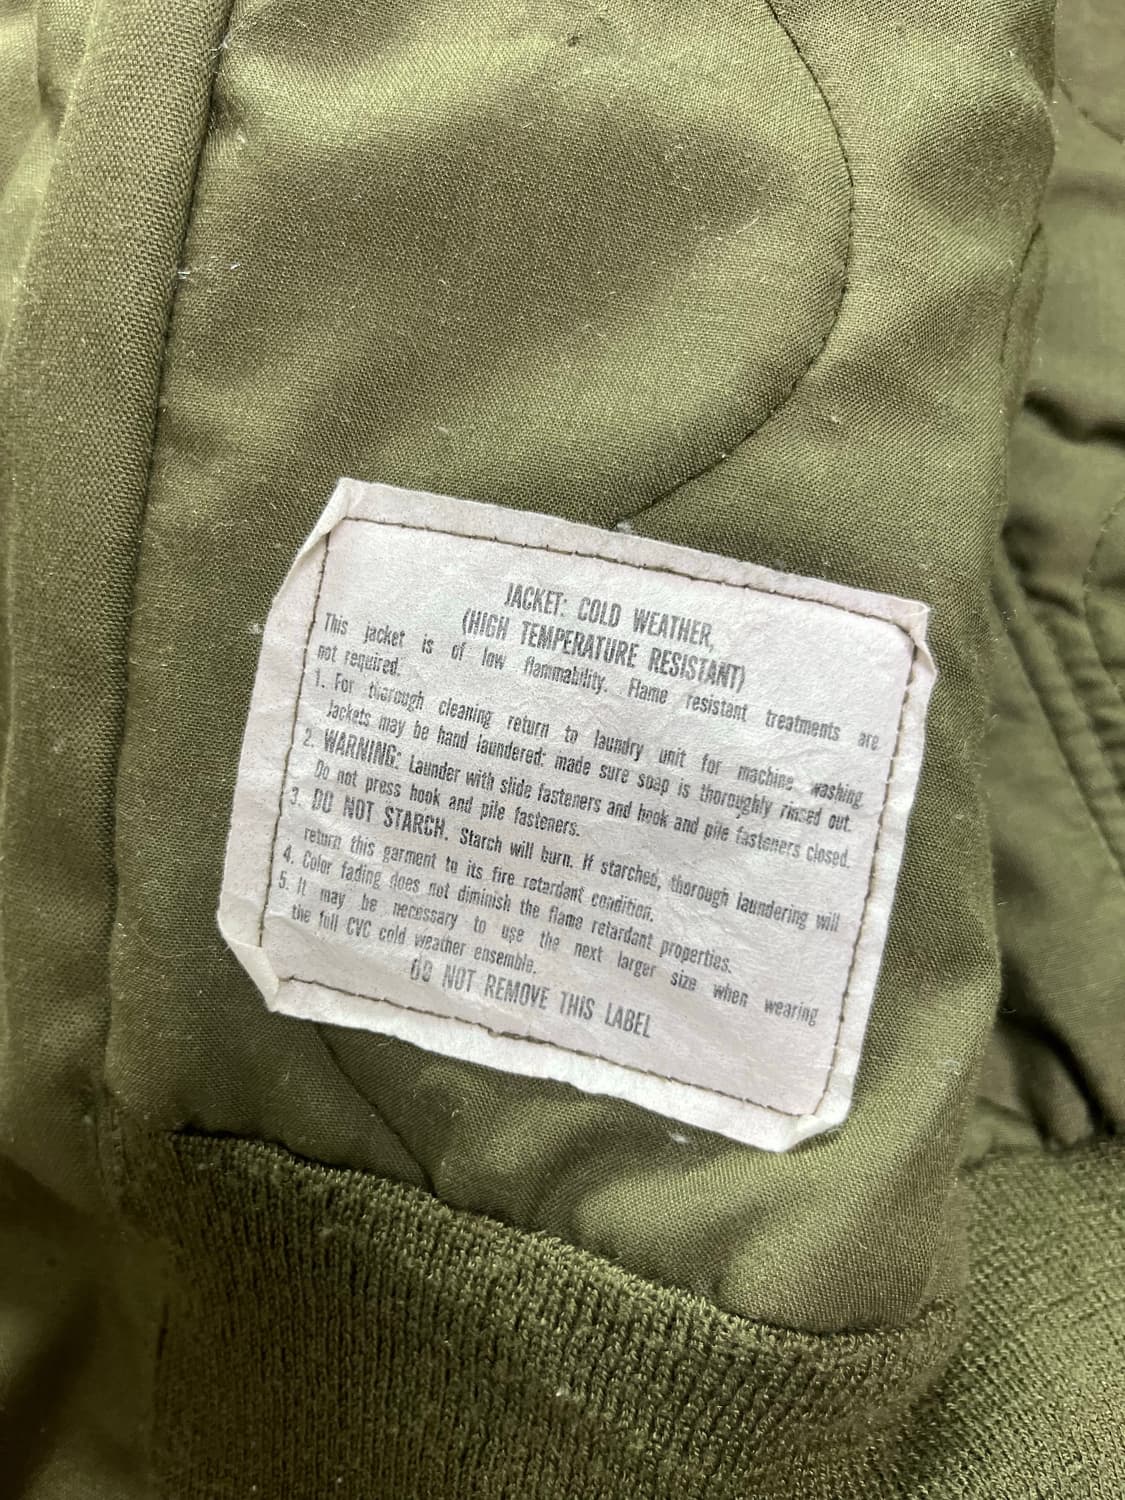 JACKET: COLD WEATHER,
(HIGH TEMPERATURE RESISTANT)
This jacket is of low flammability. Flame resistant treatments are
not required.
1. For thorough cleaning return to laundry unit for machine washing.
Jackets may be hand laundered; made sure soap is thoroughly rinsed out.
2. WARNING: Launder with slide fasteners and hook and pile fasteners closed.
Do not press hook and pile fasteners.
3. DO NOT STARCH. Starch will burn. If starched, thorough laundering will
return this garment to its fire retardant condition.
4. Color fading does not diminish the flame retardant properties.
5. It may be necessary to use the next larger size when wearing
the full CVC cold weather ensemble.
DO NOT REMOVE THIS LABEL